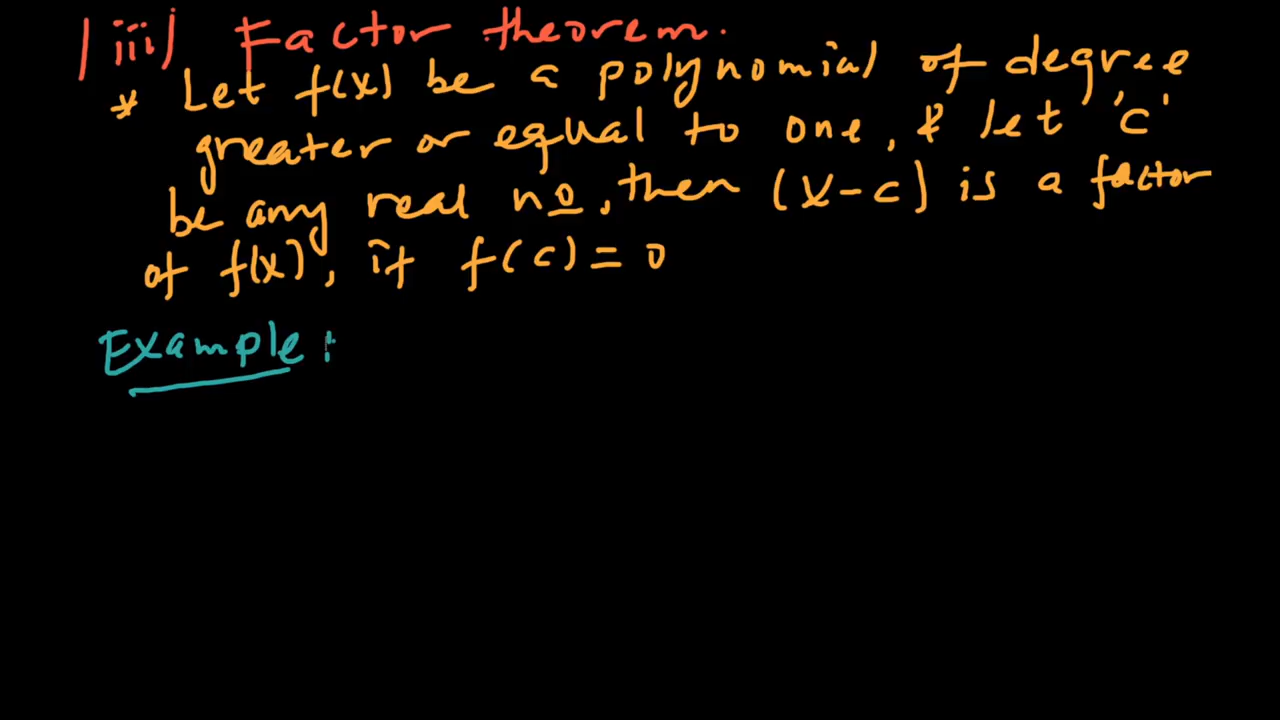 |iii) Factor theorem.
* Let f(x) be a polynomial of degree
greater or equal to one, & let 'c'
be any real no, then (x-c) is a factor
of f(x), if f(c) = 0
Example: